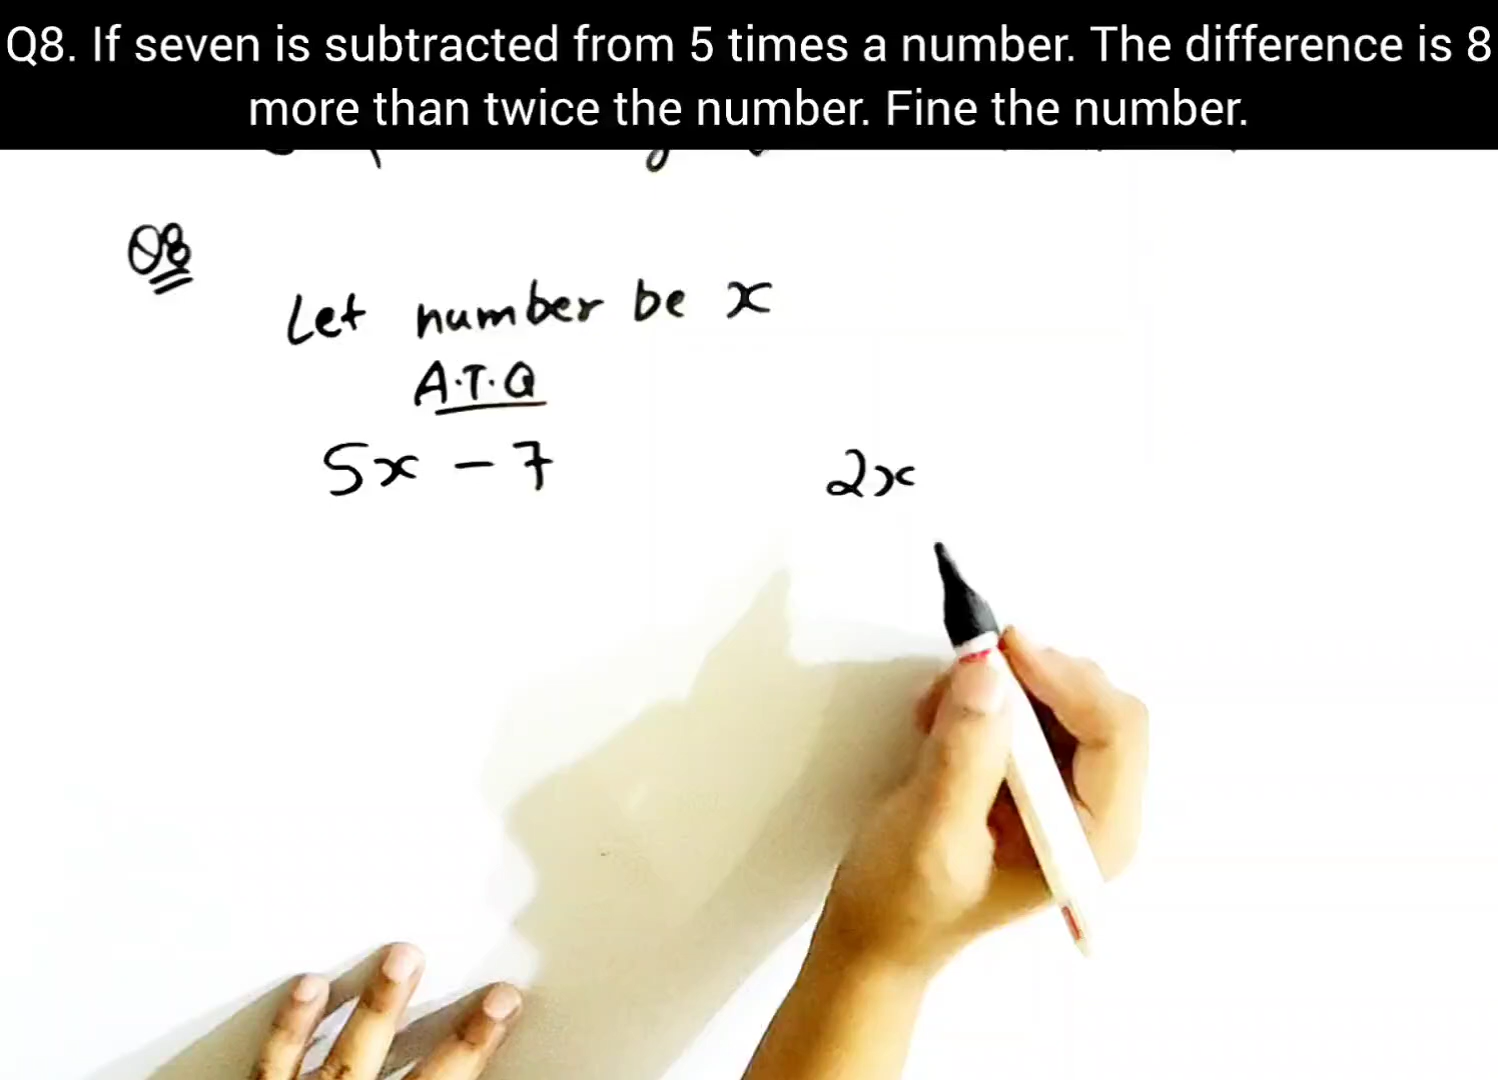 Q8. If seven is subtracted from 5 times a number. The difference is 8
more than twice the number. Fine the number.
Q8
Let number be x
A.T.Q
5x - 7 2x